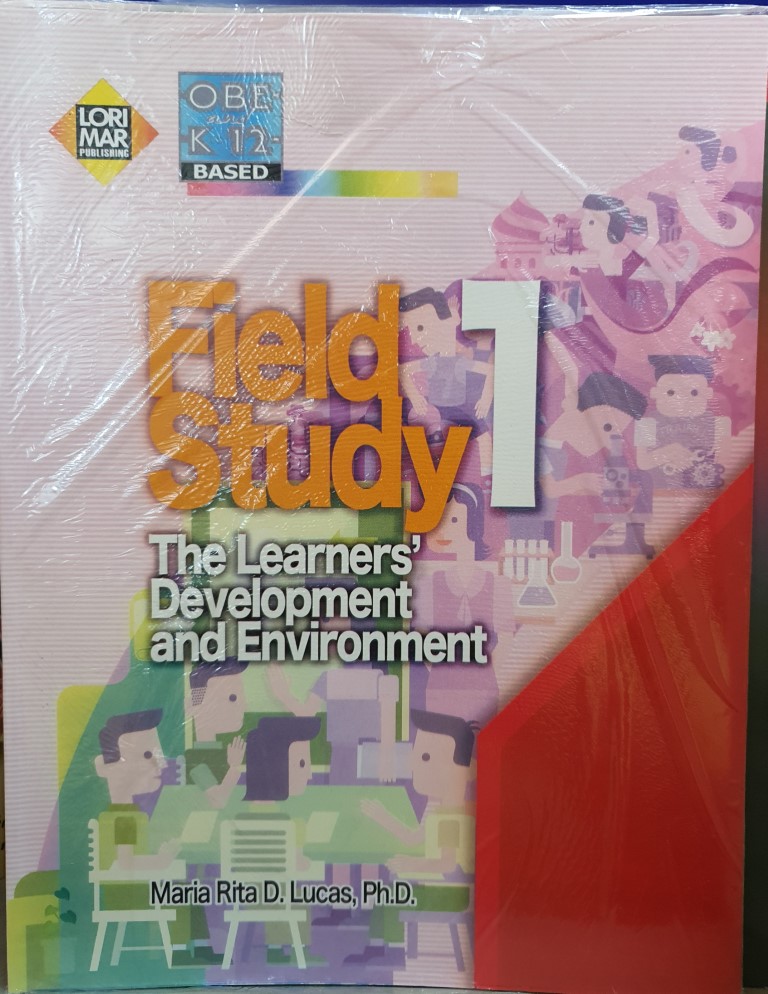 LORI
MAR
PUBLISHING
OBE
K 12
BASED
Field
Study 1
The Learners'
Development
and Environment
Maria Rita D. Lucas, Ph.D.